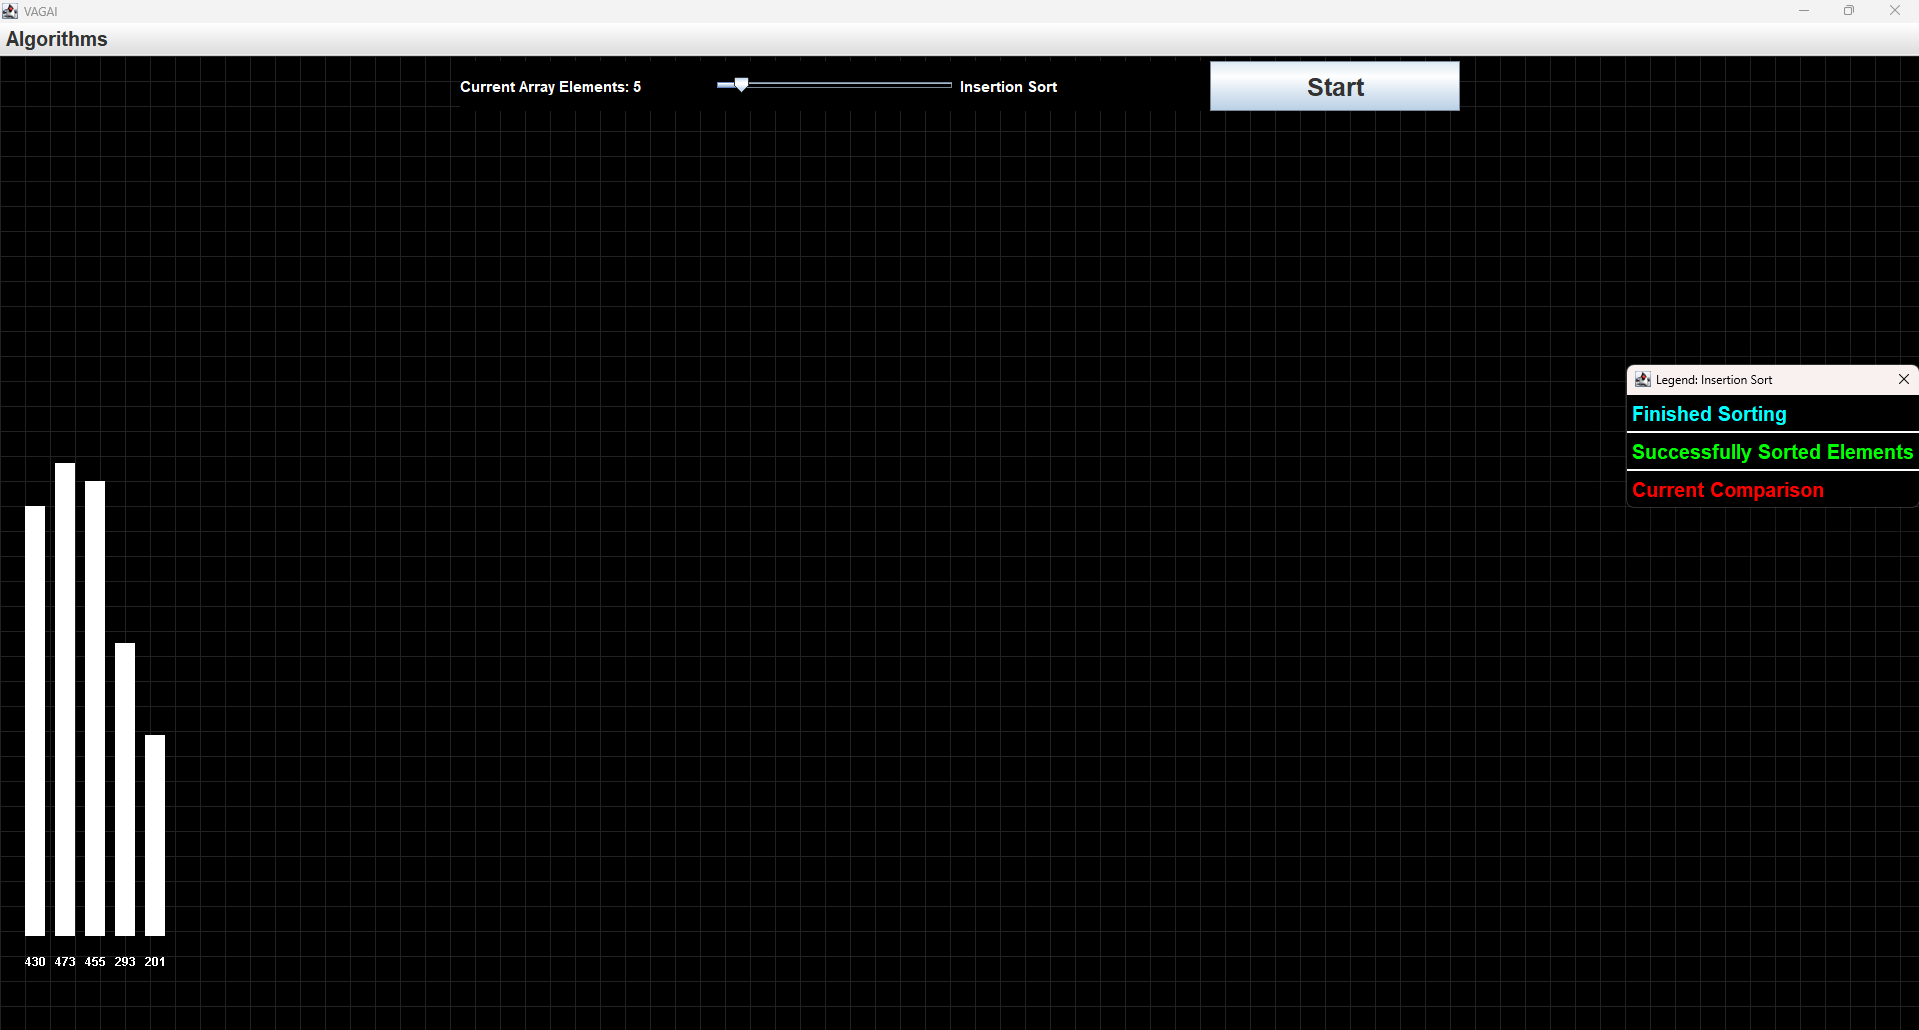 VAGAI
Algorithms
Current Array Elements: 5
Insertion Sort
Start
Legend: Insertion Sort
Finished Sorting
Successfully Sorted Elements
Current Comparison
430 473 455 293 201